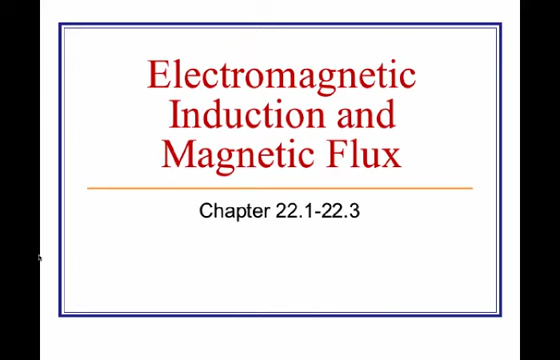 Electromagnetic
Induction and
Magnetic Flux
Chapter 22.1-22.3